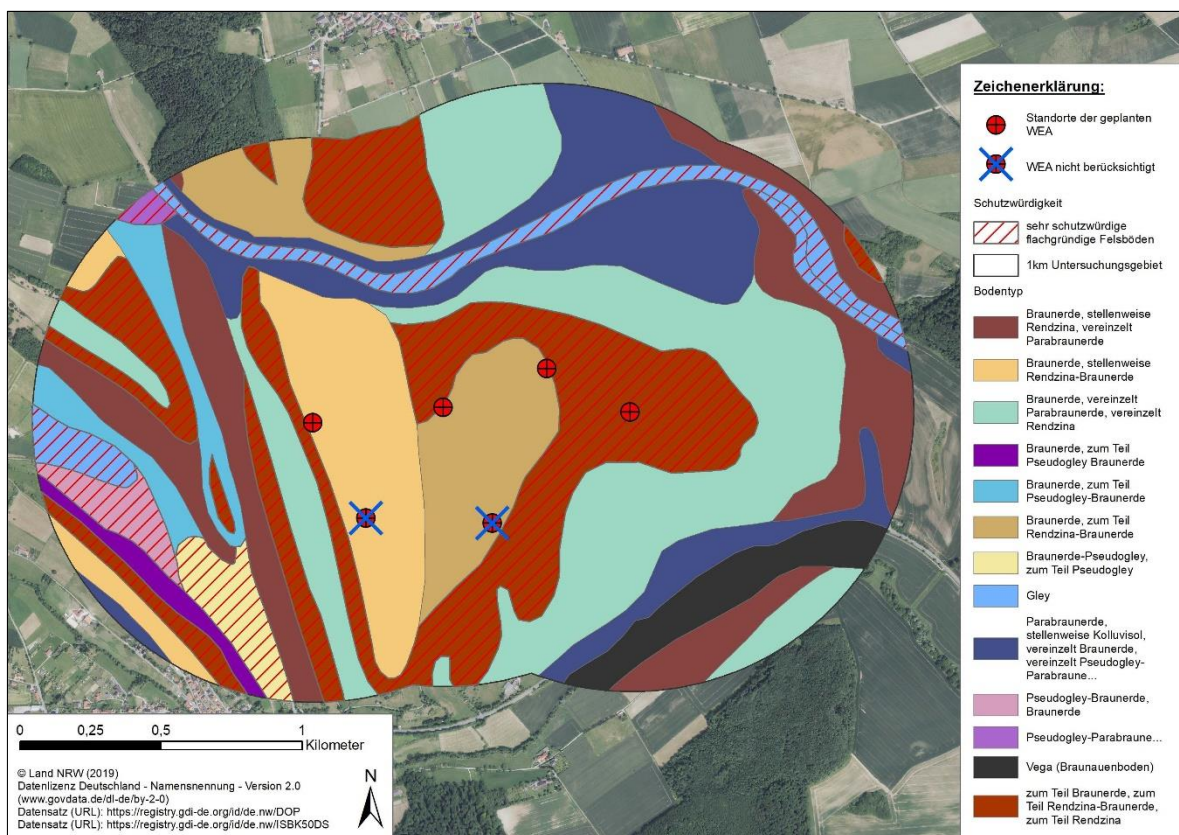 Zeichenerklärung:
Standorte der geplanten
WEA
WEA nicht berücksichtigt
Schutzwürdigkeit
sehr schutzwürdige
flachgründige Felsböden
1km Untersuchungsgebiet
Bodentyp
Braunerde, stellenweise
Rendzina, vereinzelt
Parabraunerde
Braunerde, stellenweise
Rendzina-Braunerde
Braunerde, vereinzelt
Parabraunerde, vereinzelt
Rendzina
Braunerde, zum Teil
Pseudogley Braunerde
Braunerde, zum Teil
Pseudogley-Braunerde
Braunerde, zum Teil
Rendzina-Braunerde
Braunerde-Pseudogley,
zum Teil Pseudogley
Gley
Parabraunerde,
stellenweise Kolluvisol,
vereinzelt Braunerde,
vereinzelt Pseudogley-
Parabraune...
Pseudogley-Braunerde,
Braunerde
Pseudogley-Parabraune...
Vega (Braunauenboden)
zum Teil Braunerde, zum
Teil Rendzina-Braunerde,
zum Teil Rendzina
0 0,25 0,5 1
Kilometer
© Land NRW (2019)
Datenlizenz Deutschland - Namensnennung - Version 2.0
(www.govdata.de/dl-de/by-2-0)
Datensatz (URL): https://registry.gdi-de.org/id/de.nw/DOP
Datensatz (URL): https://registry.gdi-de.org/id/de.nw/ISBK50DS
N